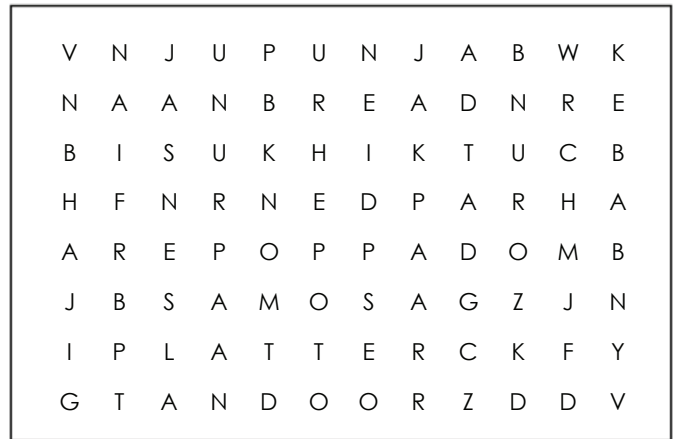 V N J U P U N J A B W K
N A A N B R E A D N R E
B I S U K H I K T U C B
H F N R N E D P A R H A
A R E P O P P A D O M B
J B S A M O S A G Z J N
I P L A T T E R C K F Y
G T A N D O O R Z D D V